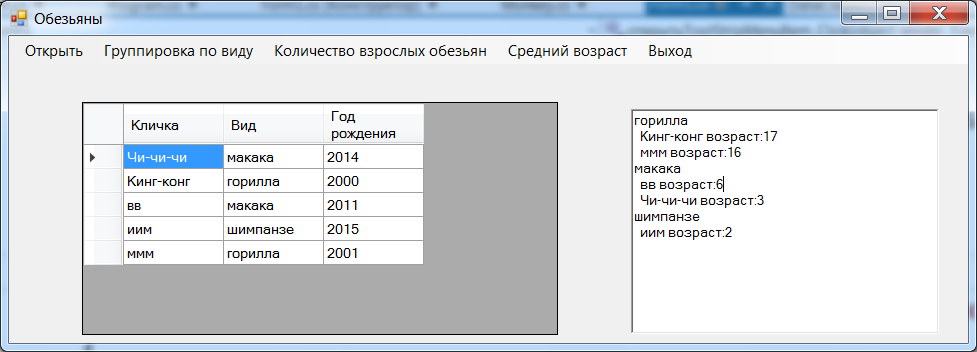 Обезьяны
Открыть Группировка по виду Количество взрослых обезьян Средний возраст Выход
Кличка Вид Год рождения
Чи-чи-чи макака 2014
Кинг-конг горилла 2000
вв макака 2011
иим шимпанзе 2015
ммм горилла 2001
горилла
Кинг-конг возраст:17
ммм возраст:16
макака
вв возраст:6
Чи-чи-чи возраст:3
шимпанзе
иим возраст:2